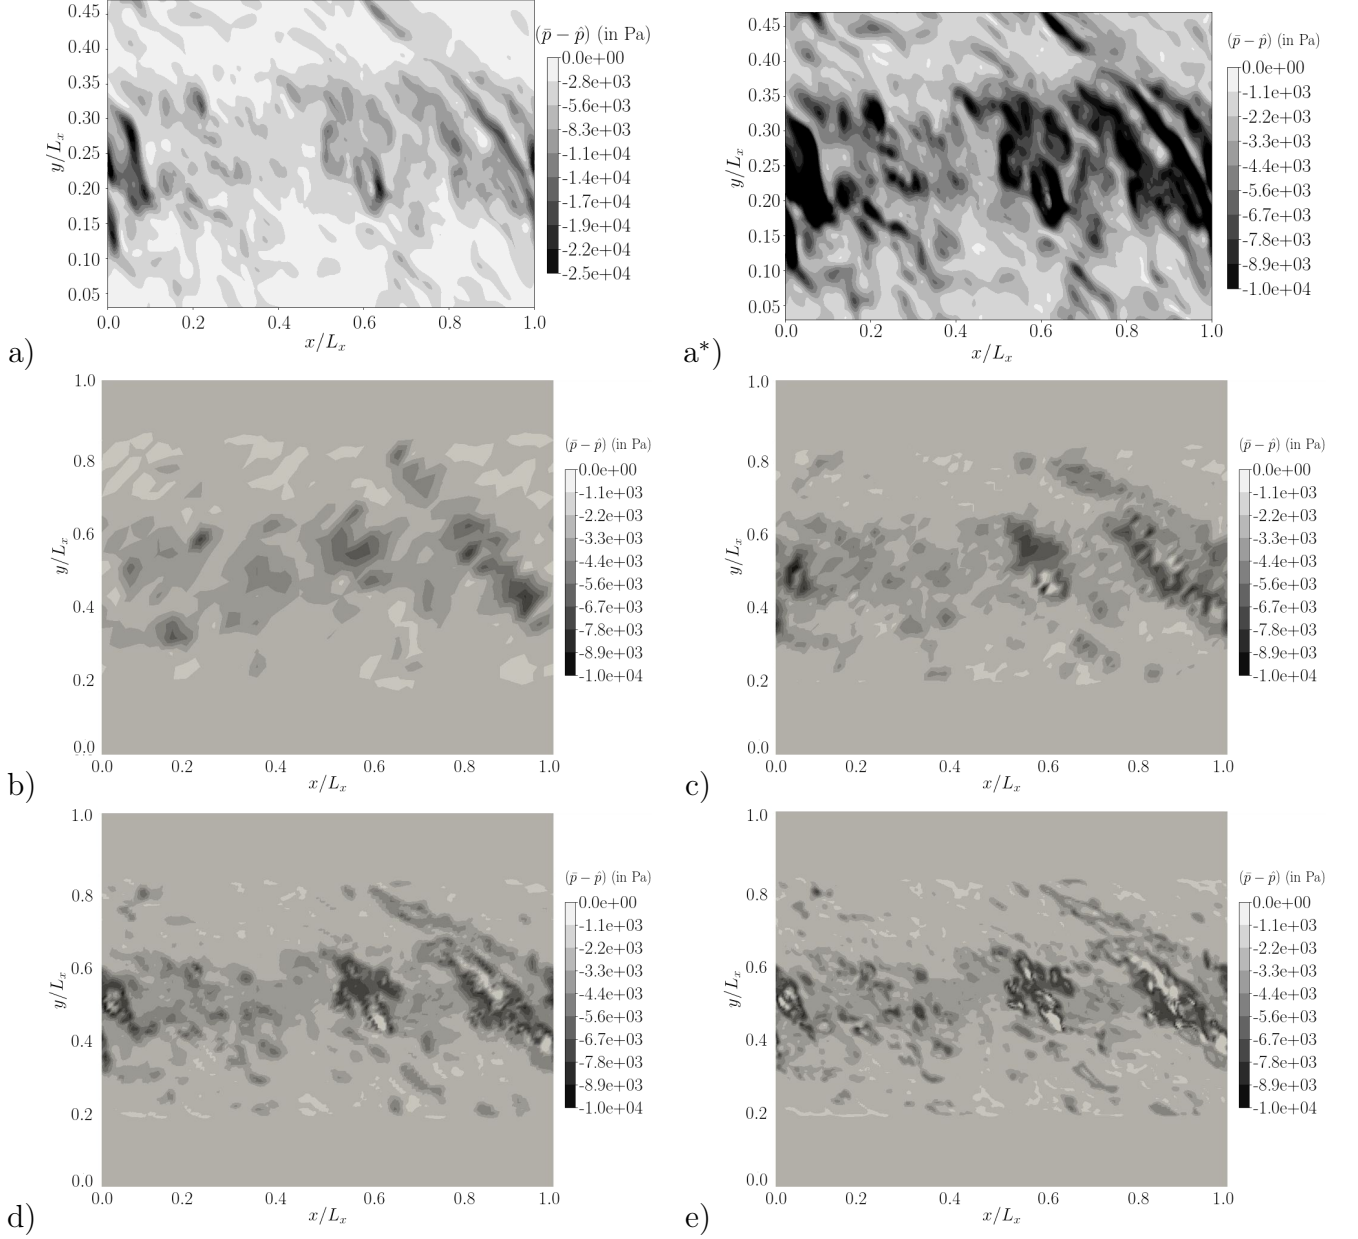 (p̄ − p̂) (in Pa)
0.0e+00
-2.8e+03
-5.6e+03
-8.3e+03
-1.1e+04
-1.4e+04
-1.7e+04
-1.9e+04
-2.2e+04
-2.5e+04
0.45
0.40
0.35
0.30
0.25
0.20
0.15
0.10
0.05
y/Lx
0.0 0.2 0.4 0.6 0.8 1.0
x/Lx
a)
(p̄ − p̂) (in Pa)
0.0e+00
-1.1e+03
-2.2e+03
-3.3e+03
-4.4e+03
-5.6e+03
-6.7e+03
-7.8e+03
-8.9e+03
-1.0e+04
0.45
0.40
0.35
0.30
0.25
0.20
0.15
0.10
0.05
y/Lx
0.0 0.2 0.4 0.6 0.8 1.0
x/Lx
a*)
(p̄ − p̂) (in Pa)
0.0e+00
-1.1e+03
-2.2e+03
-3.3e+03
-4.4e+03
-5.6e+03
-6.7e+03
-7.8e+03
-8.9e+03
-1.0e+04
1.0
0.8
0.6
0.4
0.2
0.0
y/Lx
0.0 0.2 0.4 0.6 0.8 1.0
x/Lx
b)
(p̄ − p̂) (in Pa)
0.0e+00
-1.1e+03
-2.2e+03
-3.3e+03
-4.4e+03
-5.6e+03
-6.7e+03
-7.8e+03
-8.9e+03
-1.0e+04
1.0
0.8
0.6
0.4
0.2
0.0
y/Lx
0.0 0.2 0.4 0.6 0.8 1.0
x/Lx
c)
(p̄ − p̂) (in Pa)
0.0e+00
-1.1e+03
-2.2e+03
-3.3e+03
-4.4e+03
-5.6e+03
-6.7e+03
-7.8e+03
-8.9e+03
-1.0e+04
1.0
0.8
0.6
0.4
0.2
0.0
y/Lx
0.0 0.2 0.4 0.6 0.8 1.0
x/Lx
d)
(p̄ − p̂) (in Pa)
0.0e+00
-1.1e+03
-2.2e+03
-3.3e+03
-4.4e+03
-5.6e+03
-6.7e+03
-7.8e+03
-8.9e+03
-1.0e+04
1.0
0.8
0.6
0.4
0.2
0.0
y/Lx
0.0 0.2 0.4 0.6 0.8 1.0
x/Lx
e)